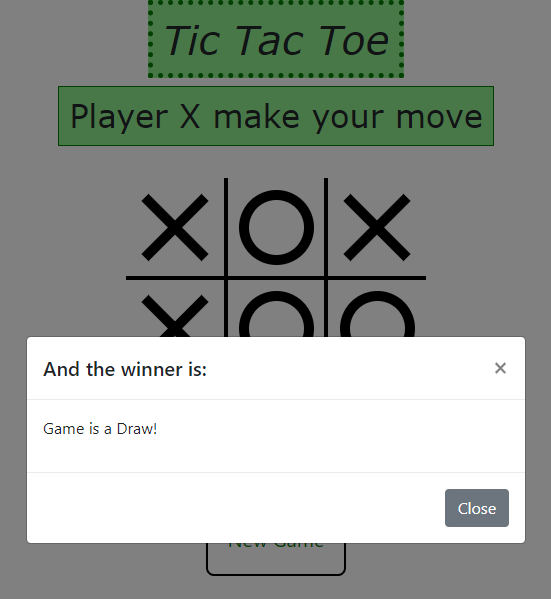 Tic Tac Toe
Player X make your move
And the winner is:
×
Game is a Draw!
Close
New Game